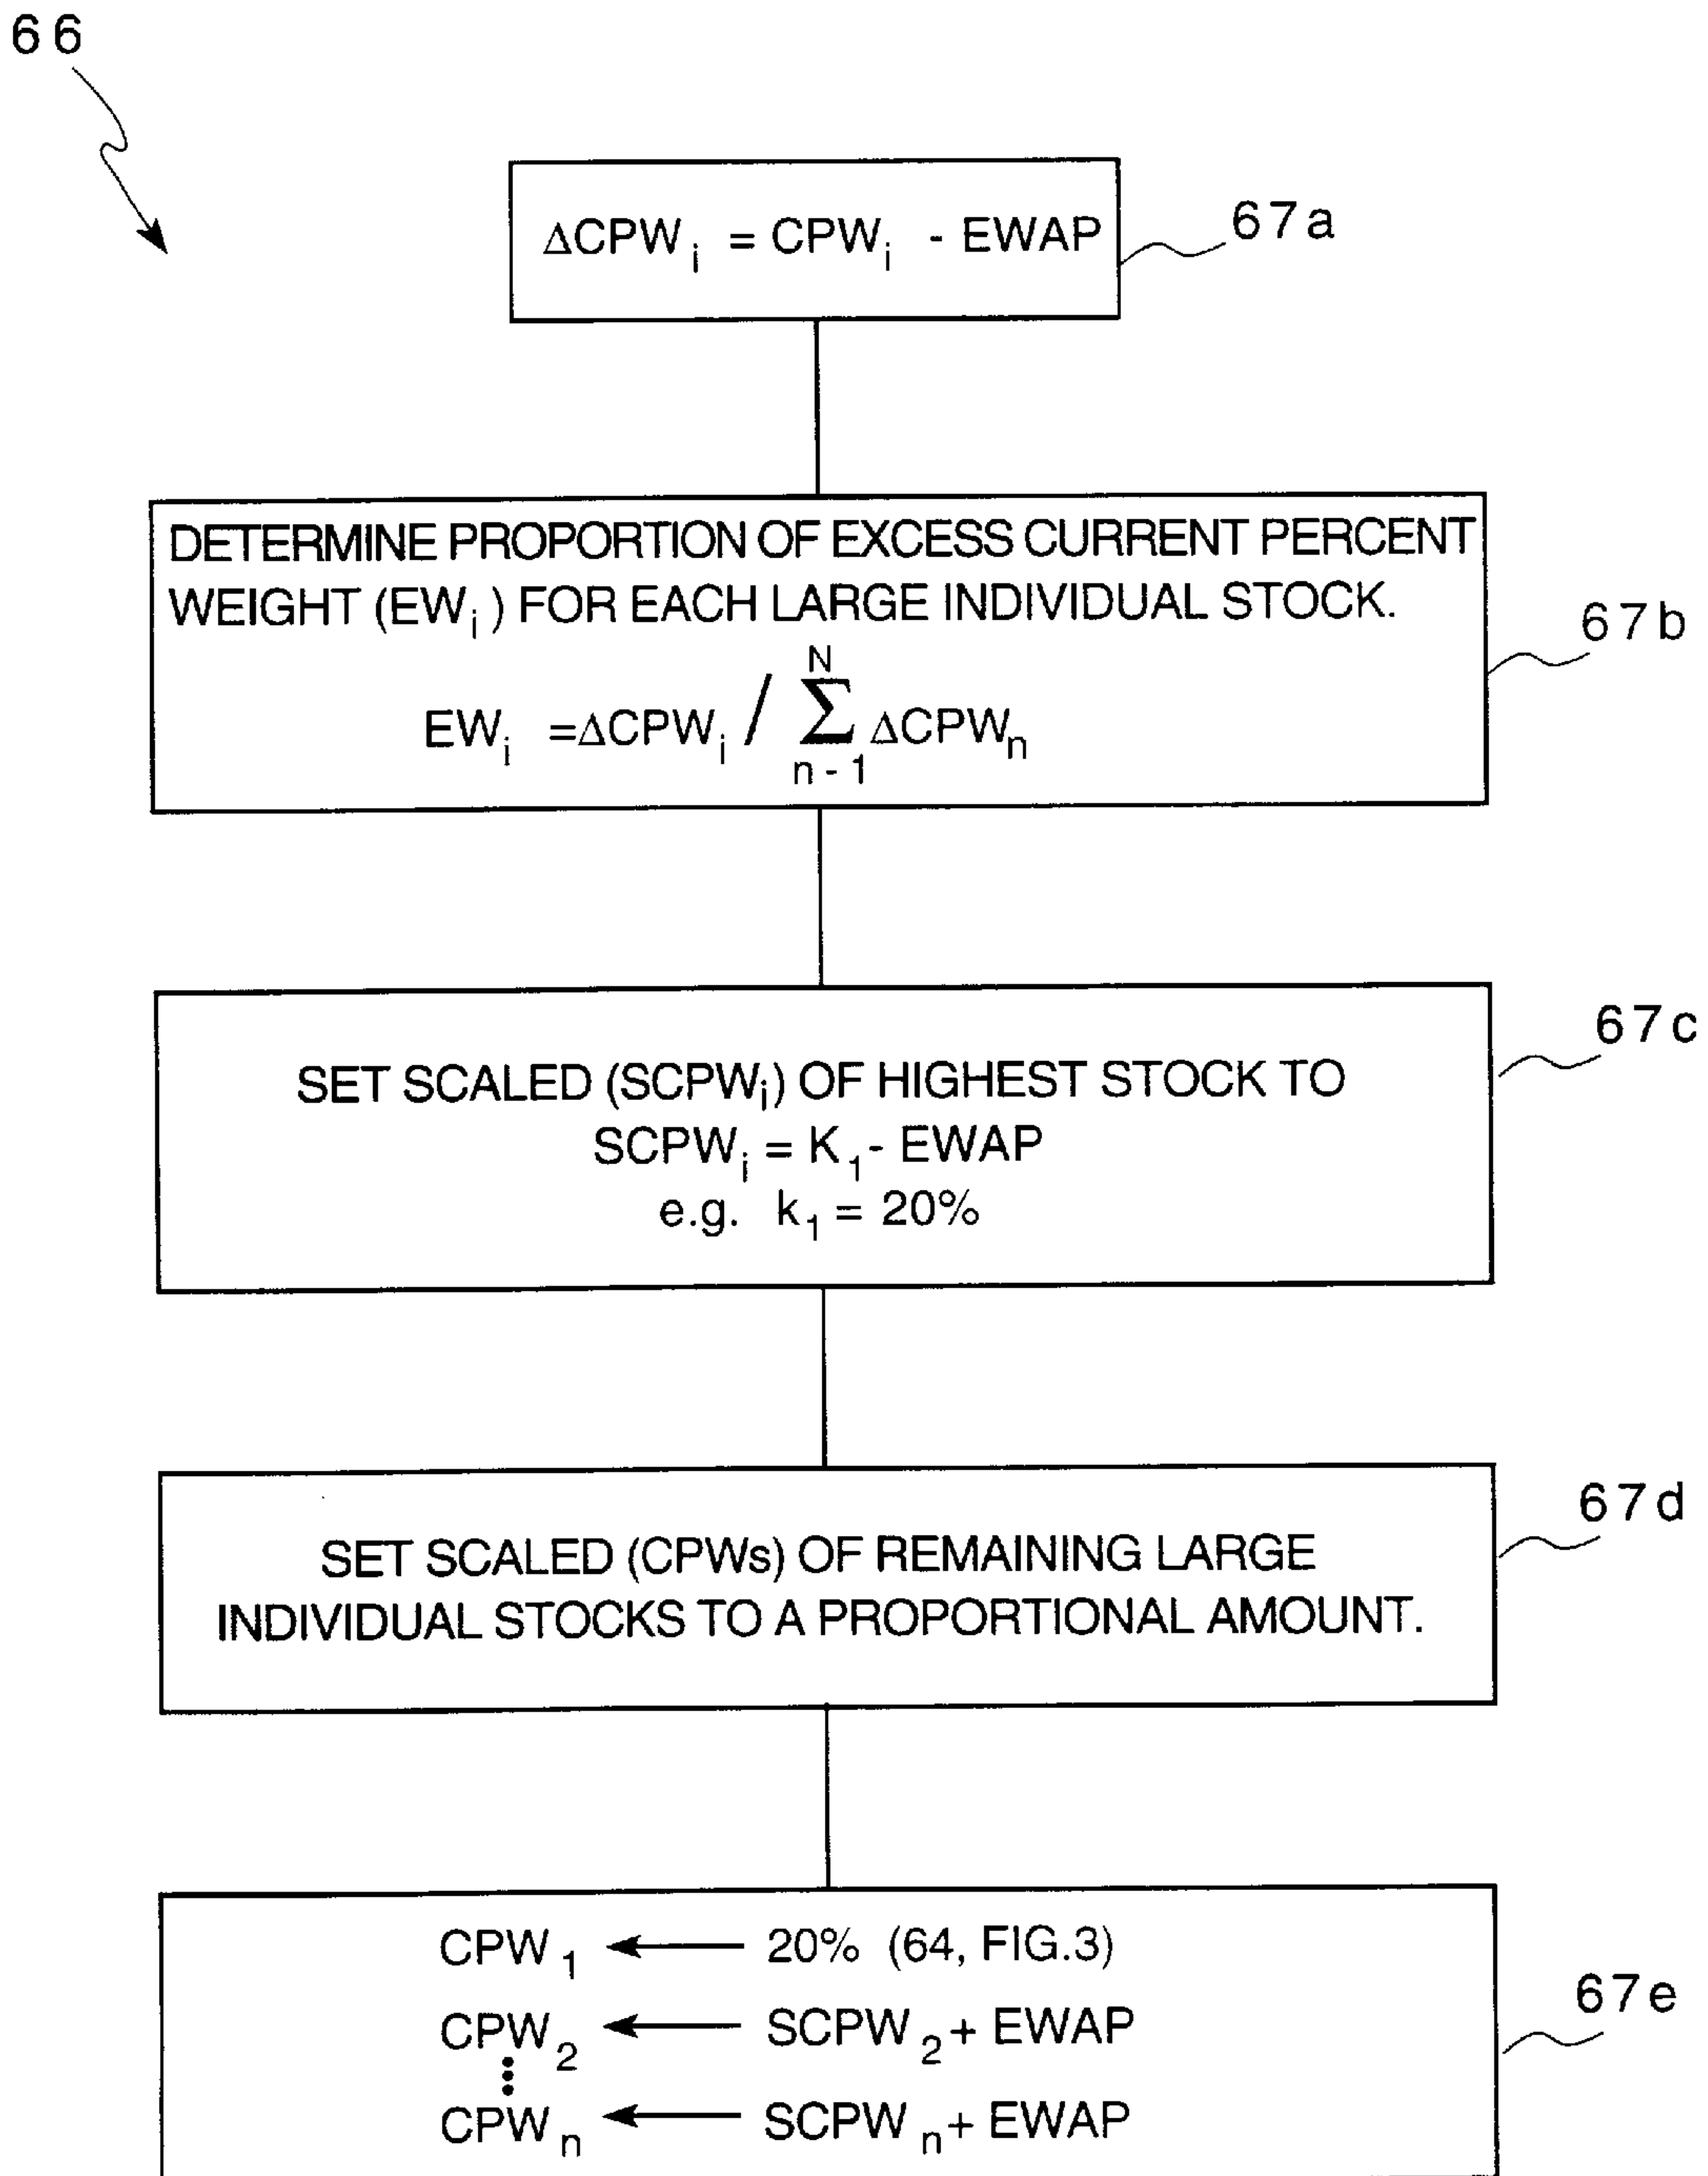 66
ΔCPWᵢ = CPWᵢ - EWAP
67a
DETERMINE PROPORTION OF EXCESS CURRENT PERCENT
WEIGHT (EWᵢ) FOR EACH LARGE INDIVIDUAL STOCK.
67b
N
EWᵢ =ΔCPWᵢ / Σ ΔCPWₙ
n - 1
67c
SET SCALED (SCPWᵢ) OF HIGHEST STOCK TO
SCPWᵢ = K₁ - EWAP
e.g. k₁ = 20%
67d
SET SCALED (CPWs) OF REMAINING LARGE
INDIVIDUAL STOCKS TO A PROPORTIONAL AMOUNT.
CPW₁ ← 20% (64, FIG.3)
67e
CPW₂ ← SCPW₂ + EWAP
⋮
CPWₙ ← SCPWₙ + EWAP